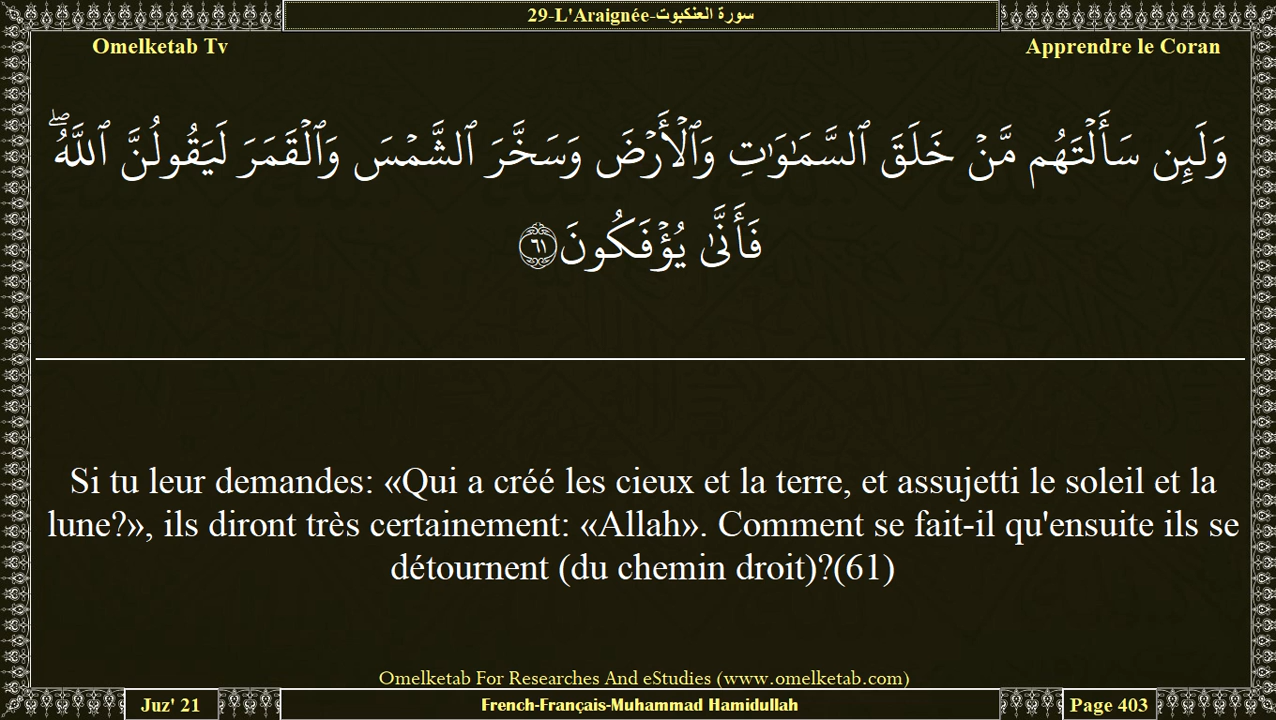 29-L'Araignée-سورة العنكبوت
Omelketab Tv
Apprendre le Coran
وَلَئِن سَأَلۡتَهُم مَّنۡ خَلَقَ ٱلسَّمَٰوَٰتِ وَٱلۡأَرۡضَ وَسَخَّرَ ٱلشَّمۡسَ وَٱلۡقَمَرَ لَيَقُولُنَّ ٱللَّهُۖ
فَأَنَّىٰ يُؤۡفَكُونَ ٦١
Si tu leur demandes: «Qui a créé les cieux et la terre, et assujetti le soleil et la
lune?», ils diront très certainement: «Allah». Comment se fait-il qu'ensuite ils se
détournent (du chemin droit)?(61)
Omelketab For Researches And eStudies (www.omelketab.com)
Juz' 21
French-Français-Muhammad Hamidullah
Page 403